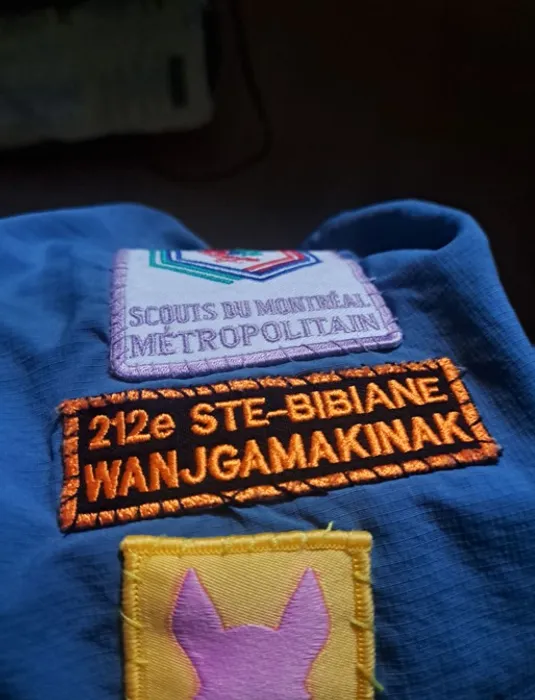 SCOUTS DU MONTRÉAL
MÉTROPOLITAIN
212e STE-BIBIANE
WANJGAMAKINAK